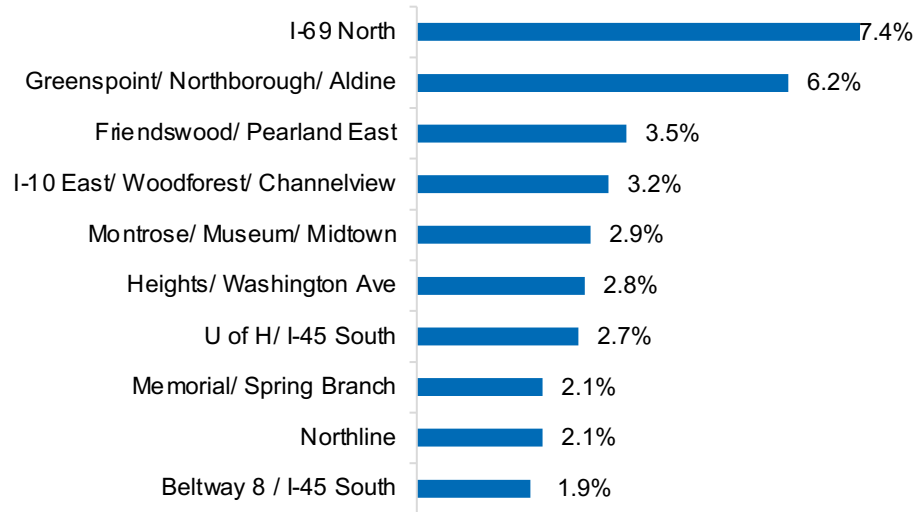 I-69 North 7.4%
Greenspoint/ Northborough/ Aldine 6.2%
Friendswood/ Pearland East 3.5%
I-10 East/ Woodforest/ Channelview 3.2%
Montrose/ Museum/ Midtown 2.9%
Heights/ Washington Ave 2.8%
U of H/ I-45 South 2.7%
Memorial/ Spring Branch 2.1%
Northline 2.1%
Beltway 8 / I-45 South 1.9%